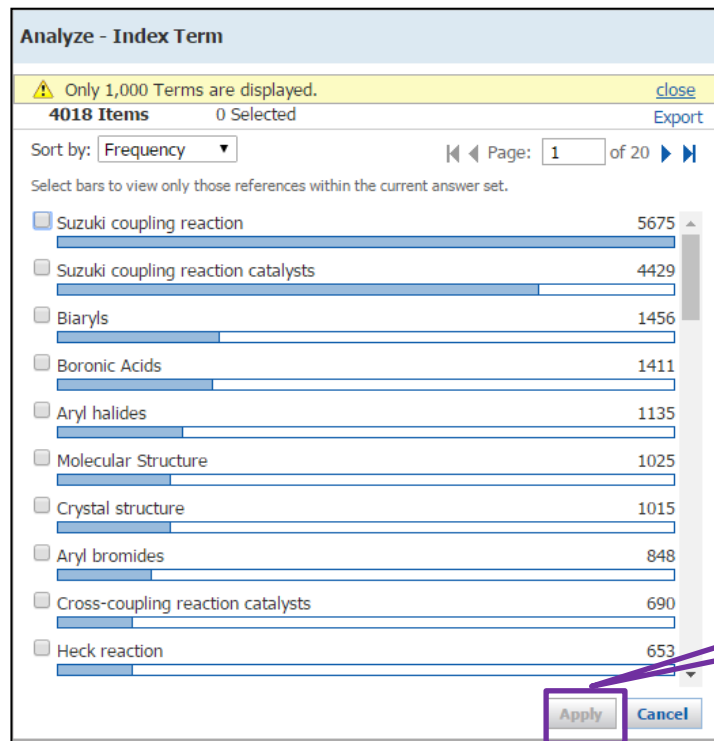 Analyze - Index Term
Only 1,000 Terms are displayed. close
4018 Items 0 Selected Export
Sort by: Frequency Page: 1 of 20
Select bars to view only those references within the current answer set.
Suzuki coupling reaction 5675
Suzuki coupling reaction catalysts 4429
Biaryls 1456
Boronic Acids 1411
Aryl halides 1135
Molecular Structure 1025
Crystal structure 1015
Aryl bromides 848
Cross-coupling reaction catalysts 690
Heck reaction 653
Apply Cancel